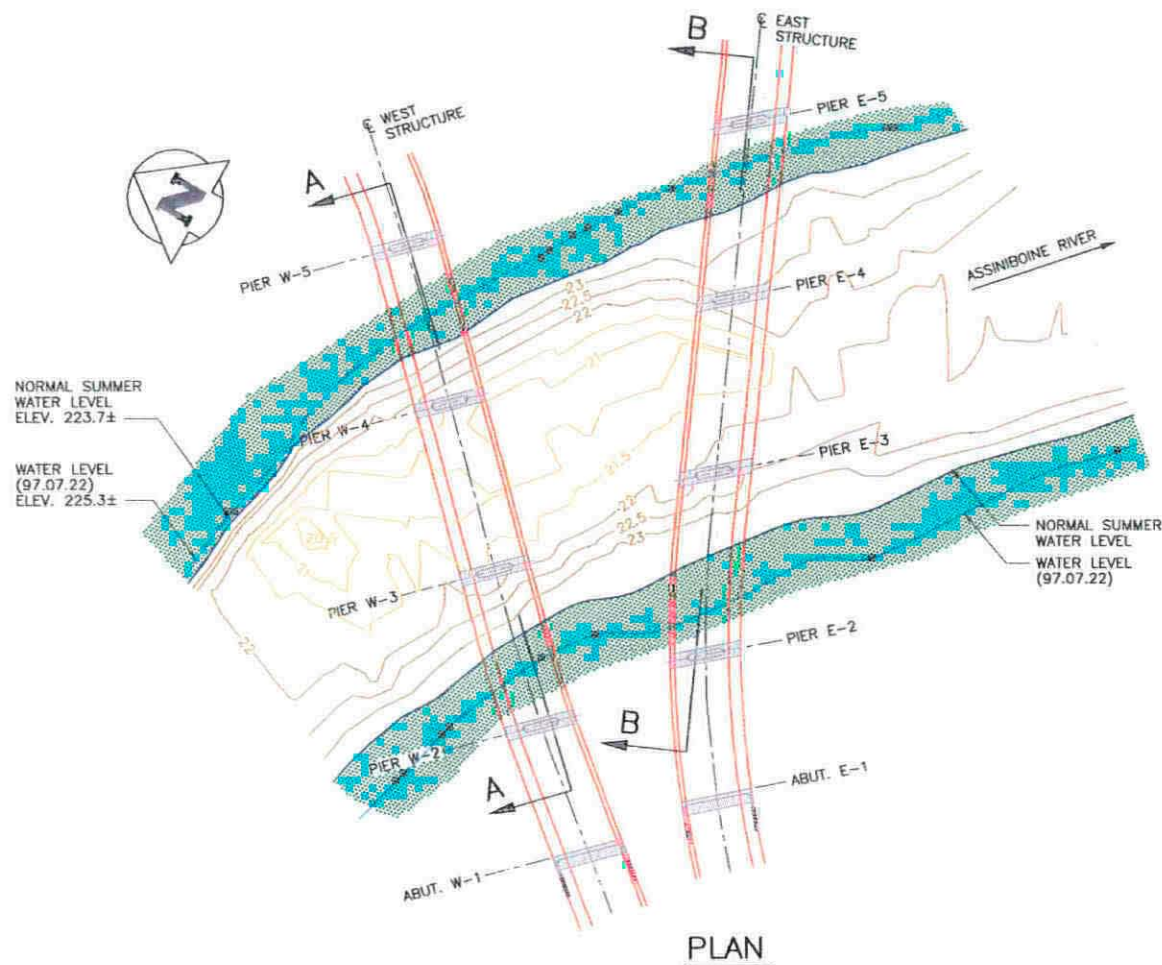 B
℄ EAST
STRUCTURE
℄ WEST
STRUCTURE
PIER E-5
A
N
PIER W-5
ASSINIBOINE RIVER
PIER E-4
23
22.5
22
21
NORMAL SUMMER
WATER LEVEL
ELEV. 223.7±
PIER W-4
21.5
PIER E-3
WATER LEVEL
(97.07.22)
ELEV. 225.3±
22
22.5
23
21
NORMAL SUMMER
WATER LEVEL
WATER LEVEL
(97.07.22)
PIER W-3
22
PIER E-2
B
PIER W-2
A
ABUT. E-1
ABUT. W-1
PLAN